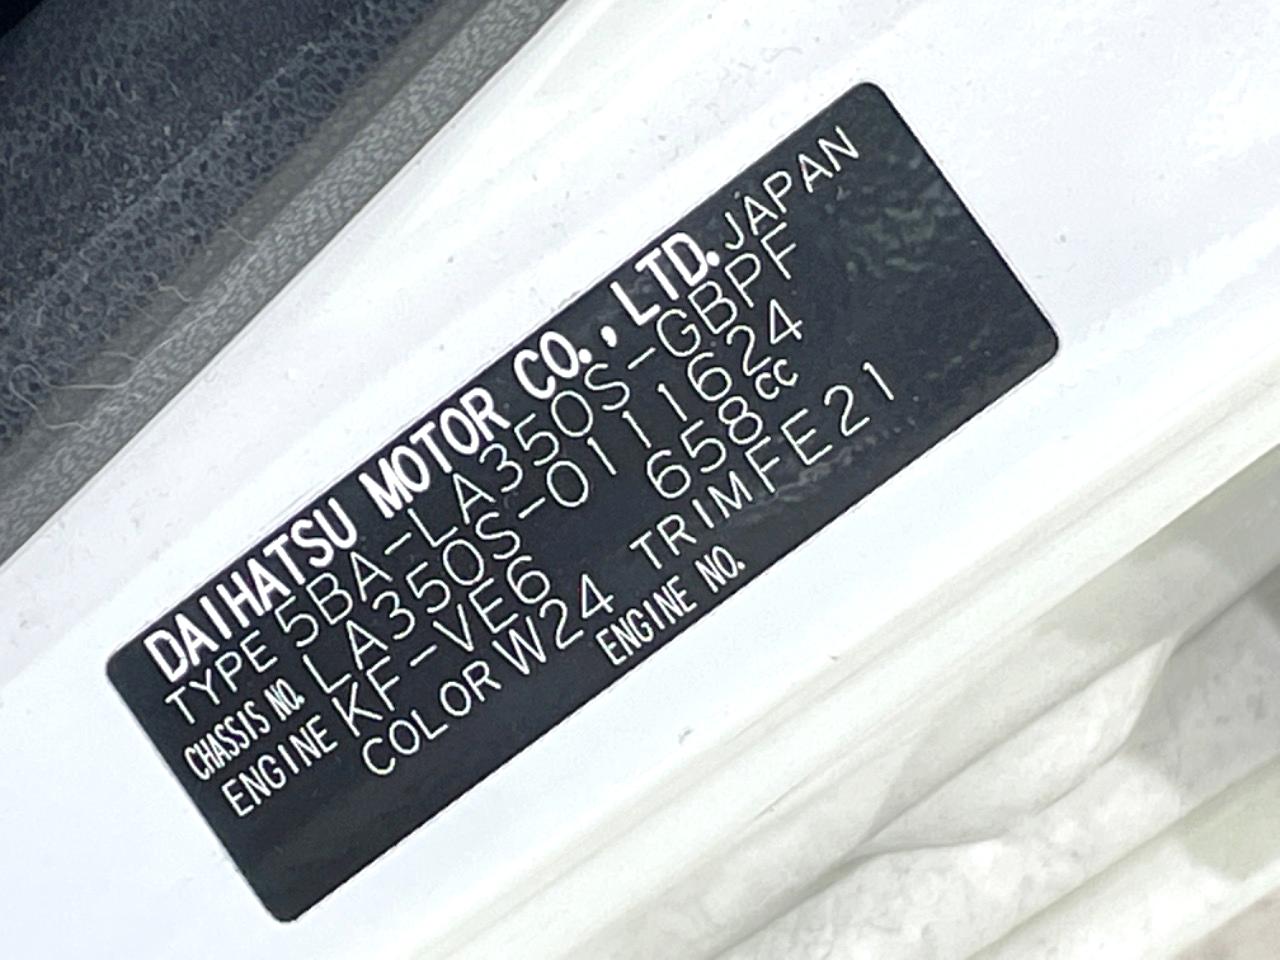 DAIHATSU MOTOR CO., LTD. JAPAN
TYPE 5BA-LA350S-GBPF
CHASSIS NO. LA350S-0111624
ENGINE KF-VE6 658cc
COLOR W24 TRIM FE21
ENGINE NO.